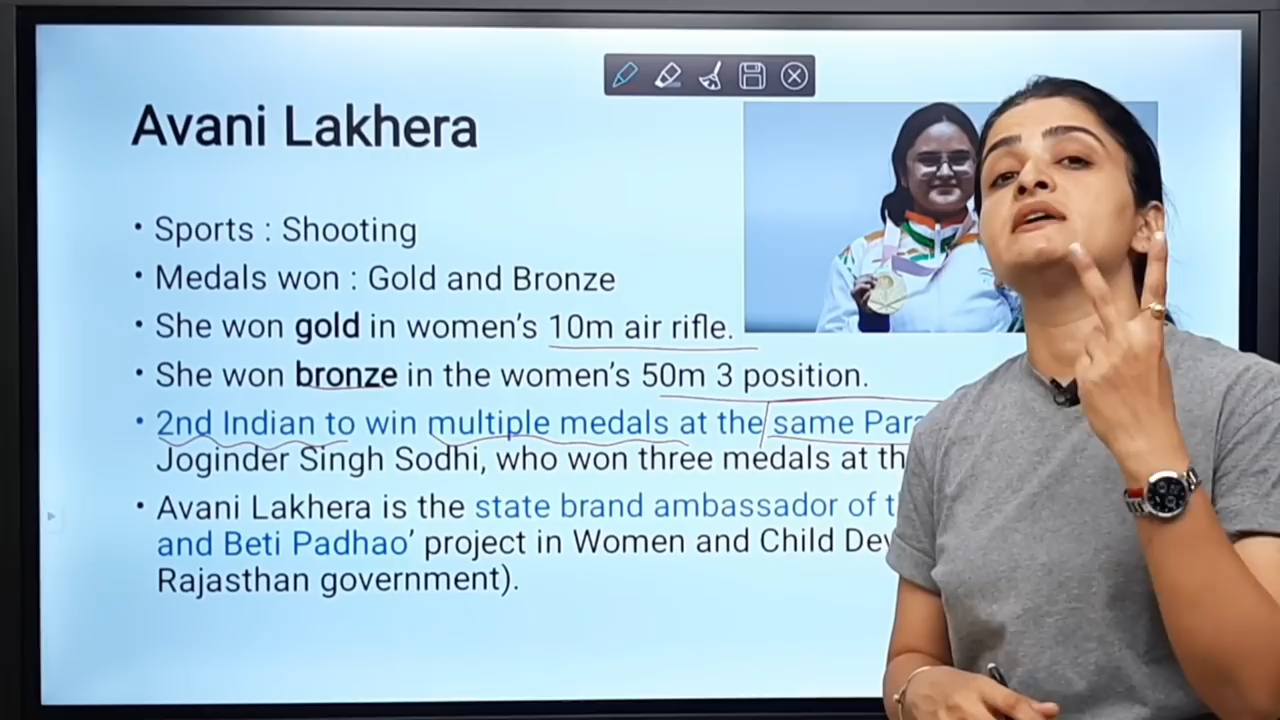 Avani Lakhera
• Sports : Shooting
• Medals won : Gold and Bronze
• She won gold in women’s 10m air rifle.
• She won bronze in the women’s 50m 3 position.
• 2nd Indian to win multiple medals at the same
Joginder Singh Sodhi, who won three medals at
• Avani Lakhera is the state brand ambassador of
and Beti Padhao’ project in Women and Child
Rajasthan government).